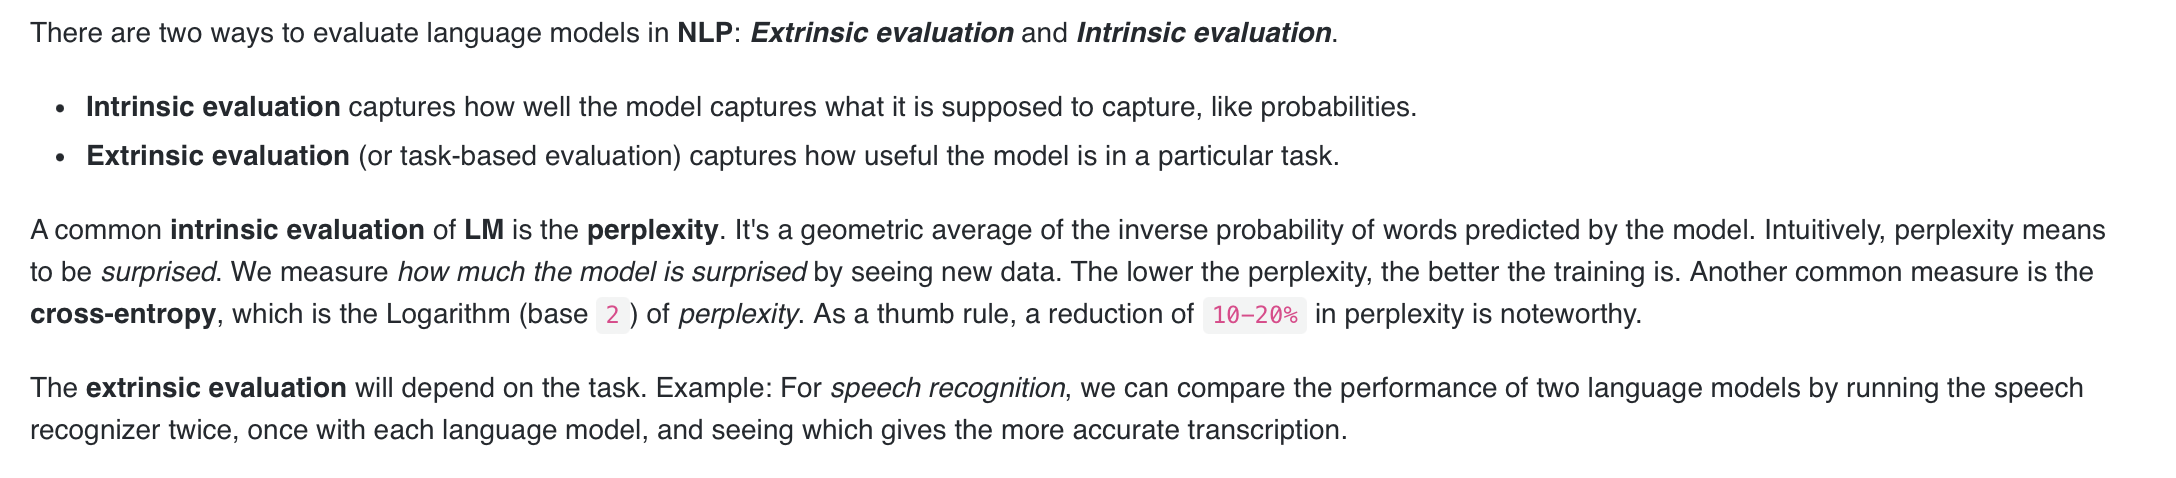 There are two ways to evaluate language models in NLP: Extrinsic evaluation and Intrinsic evaluation.
• Intrinsic evaluation captures how well the model captures what it is supposed to capture, like probabilities.
• Extrinsic evaluation (or task-based evaluation) captures how useful the model is in a particular task.
A common intrinsic evaluation of LM is the perplexity. It's a geometric average of the inverse probability of words predicted by the model. Intuitively, perplexity means
to be surprised. We measure how much the model is surprised by seeing new data. The lower the perplexity, the better the training is. Another common measure is the
cross-entropy, which is the Logarithm (base 2 ) of perplexity. As a thumb rule, a reduction of 10–20% in perplexity is noteworthy.
The extrinsic evaluation will depend on the task. Example: For speech recognition, we can compare the performance of two language models by running the speech
recognizer twice, once with each language model, and seeing which gives the more accurate transcription.